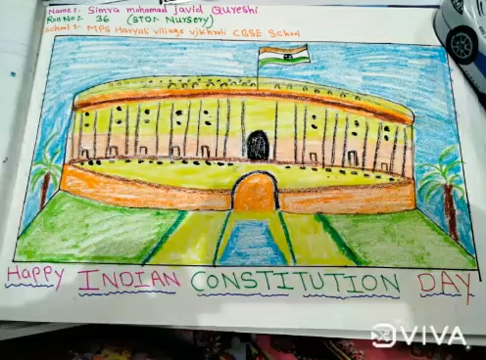 Name:- Simra mohamad Javid Qureshi
Roll No:- 36 (STD:- Nursery)
School:- MPS Haryali village vikhroli CBSE School
Happy INDIAN CONSTITUTION DAY
VIVA